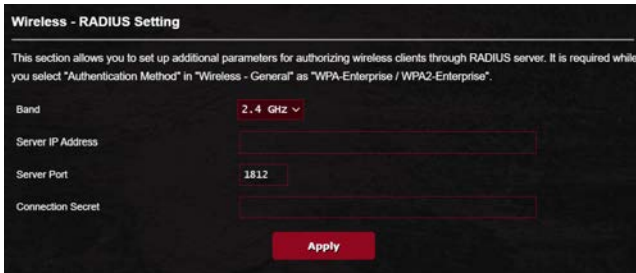 Wireless - RADIUS Setting
This section allows you to set up additional parameters for authorizing wireless clients through RADIUS server. It is required while
you select "Authentication Method" in "Wireless - General" as "WPA-Enterprise / WPA2-Enterprise".
Band 2.4 GHz
Server IP Address
Server Port 1812
Connection Secret
Apply